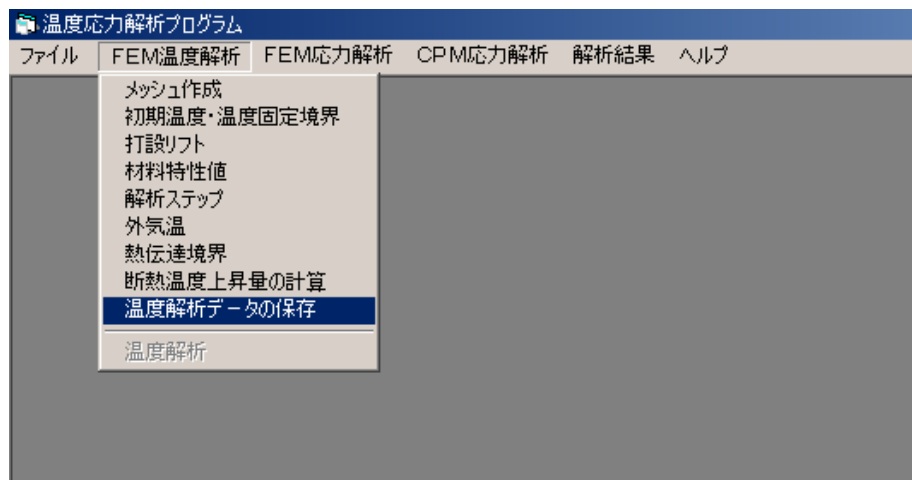 温度応力解析プログラム
ファイル FEM温度解析 FEM応力解析 CPM応力解析 解析結果 ヘルプ
メッシュ作成
初期温度・温度固定境界
打設リフト
材料特性値
解析ステップ
外気温
熱伝達境界
断熱温度上昇量の計算
温度解析データの保存
温度解析